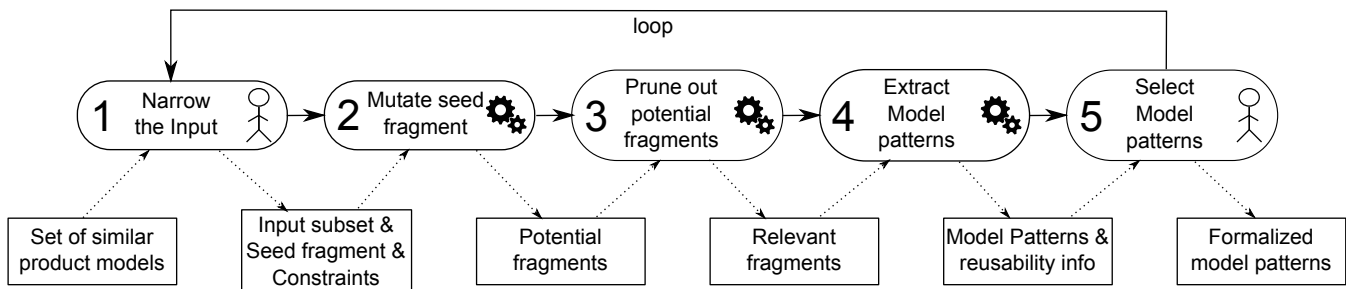 loop
1
Narrow
the Input
2
Mutate seed
fragment
3
Prune out
potential
fragments
4
Extract
Model
patterns
5
Select
Model
patterns
Set of similar
product models
Input subset &
Seed fragment &
Constraints
Potential
fragments
Relevant
fragments
Model Patterns &
reusability info
Formalized
model patterns